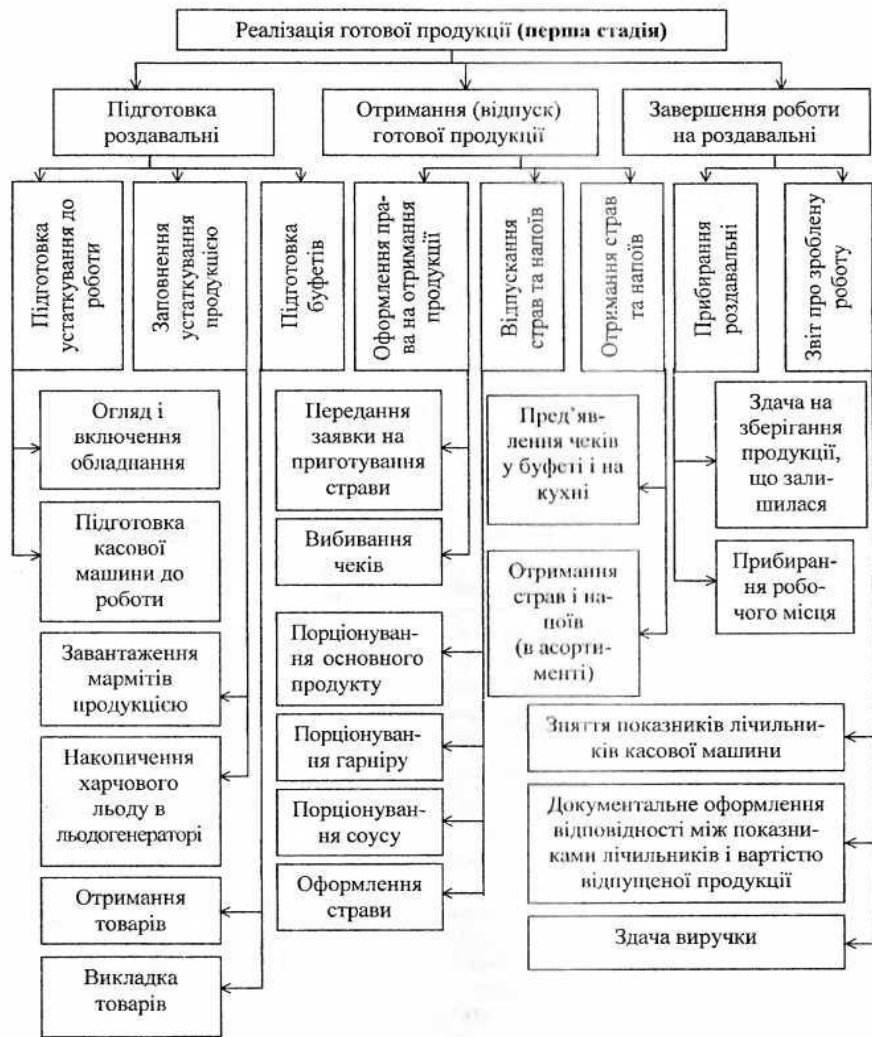 Реалізація готової продукції (перша стадія)
Підготовка
роздавальні
Отримання (відпуск)
готової продукції
Завершення роботи
на роздавальні
Підготовка
устаткування до
роботи
Заповнення
устаткування
продукцією
Підготовка
буфетів
Оформлення пра-
ва на отримання
продукції
Відпускання
страв та напоїв
Отримання страв
та напоїв
Прибирання
роздавальні
Звіт про зроблену
роботу
Огляд і
включення
обладнання
Підготовка
касової
машини до
роботи
Завантаження
мармітів
продукцією
Накопичення
харчового
льоду в
льодогенераторі
Отримання
товарів
Викладка
товарів
Передання
заявки на
приготування
страви
Вибивання
чеків
Порціонуван-
ня основного
продукту
Порціонуван-
ня гарніру
Порціонуван-
ня соусу
Оформлення
страви
Пред’яв-
лення чеків
у буфеті і на
кухні
Отримання
страв і на-
поїв
(в асорти-
менті)
Здача на
зберігання
продукції,
що зали-
шилася
Прибиран-
ня робо-
чого місця
Зняття показників лічильни-
ків касової машини
Документальне оформлення
відповідності між показни-
ками лічильників і вартістю
відпущеної продукції
Здача виручки